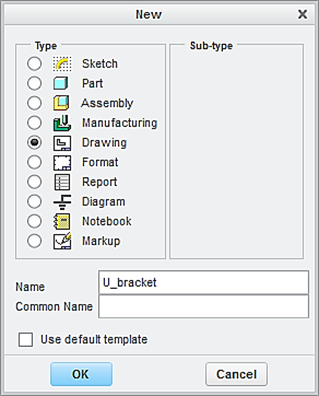 New
Type
Sub-type
Sketch
Part
Assembly
Manufacturing
Drawing
Format
Report
Diagram
Notebook
Markup
Name U_bracket
Common Name
Use default template
OK Cancel